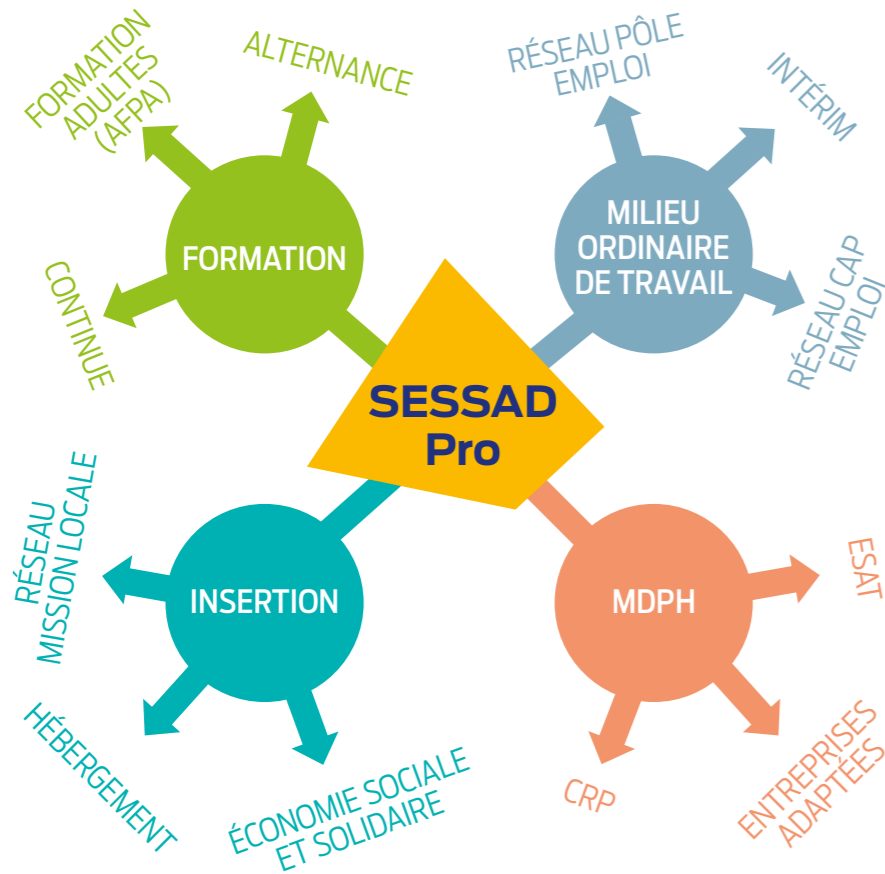 FORMATION
ADULTES
(AFPA)
ALTERNANCE
CONTINUE
FORMATION
RÉSEAU PÔLE
EMPLOI
INTÉRIM
RÉSEAU CAP
EMPLOI
MILIEU
ORDINAIRE
DE TRAVAIL
SESSAD
Pro
RÉSEAU
MISSION LOCALE
HÉBERGEMENT
ÉCONOMIE SOCIALE
ET SOLIDAIRE
INSERTION
MDPH
ESAT
ENTREPRISES
ADAPTÉES
CRP